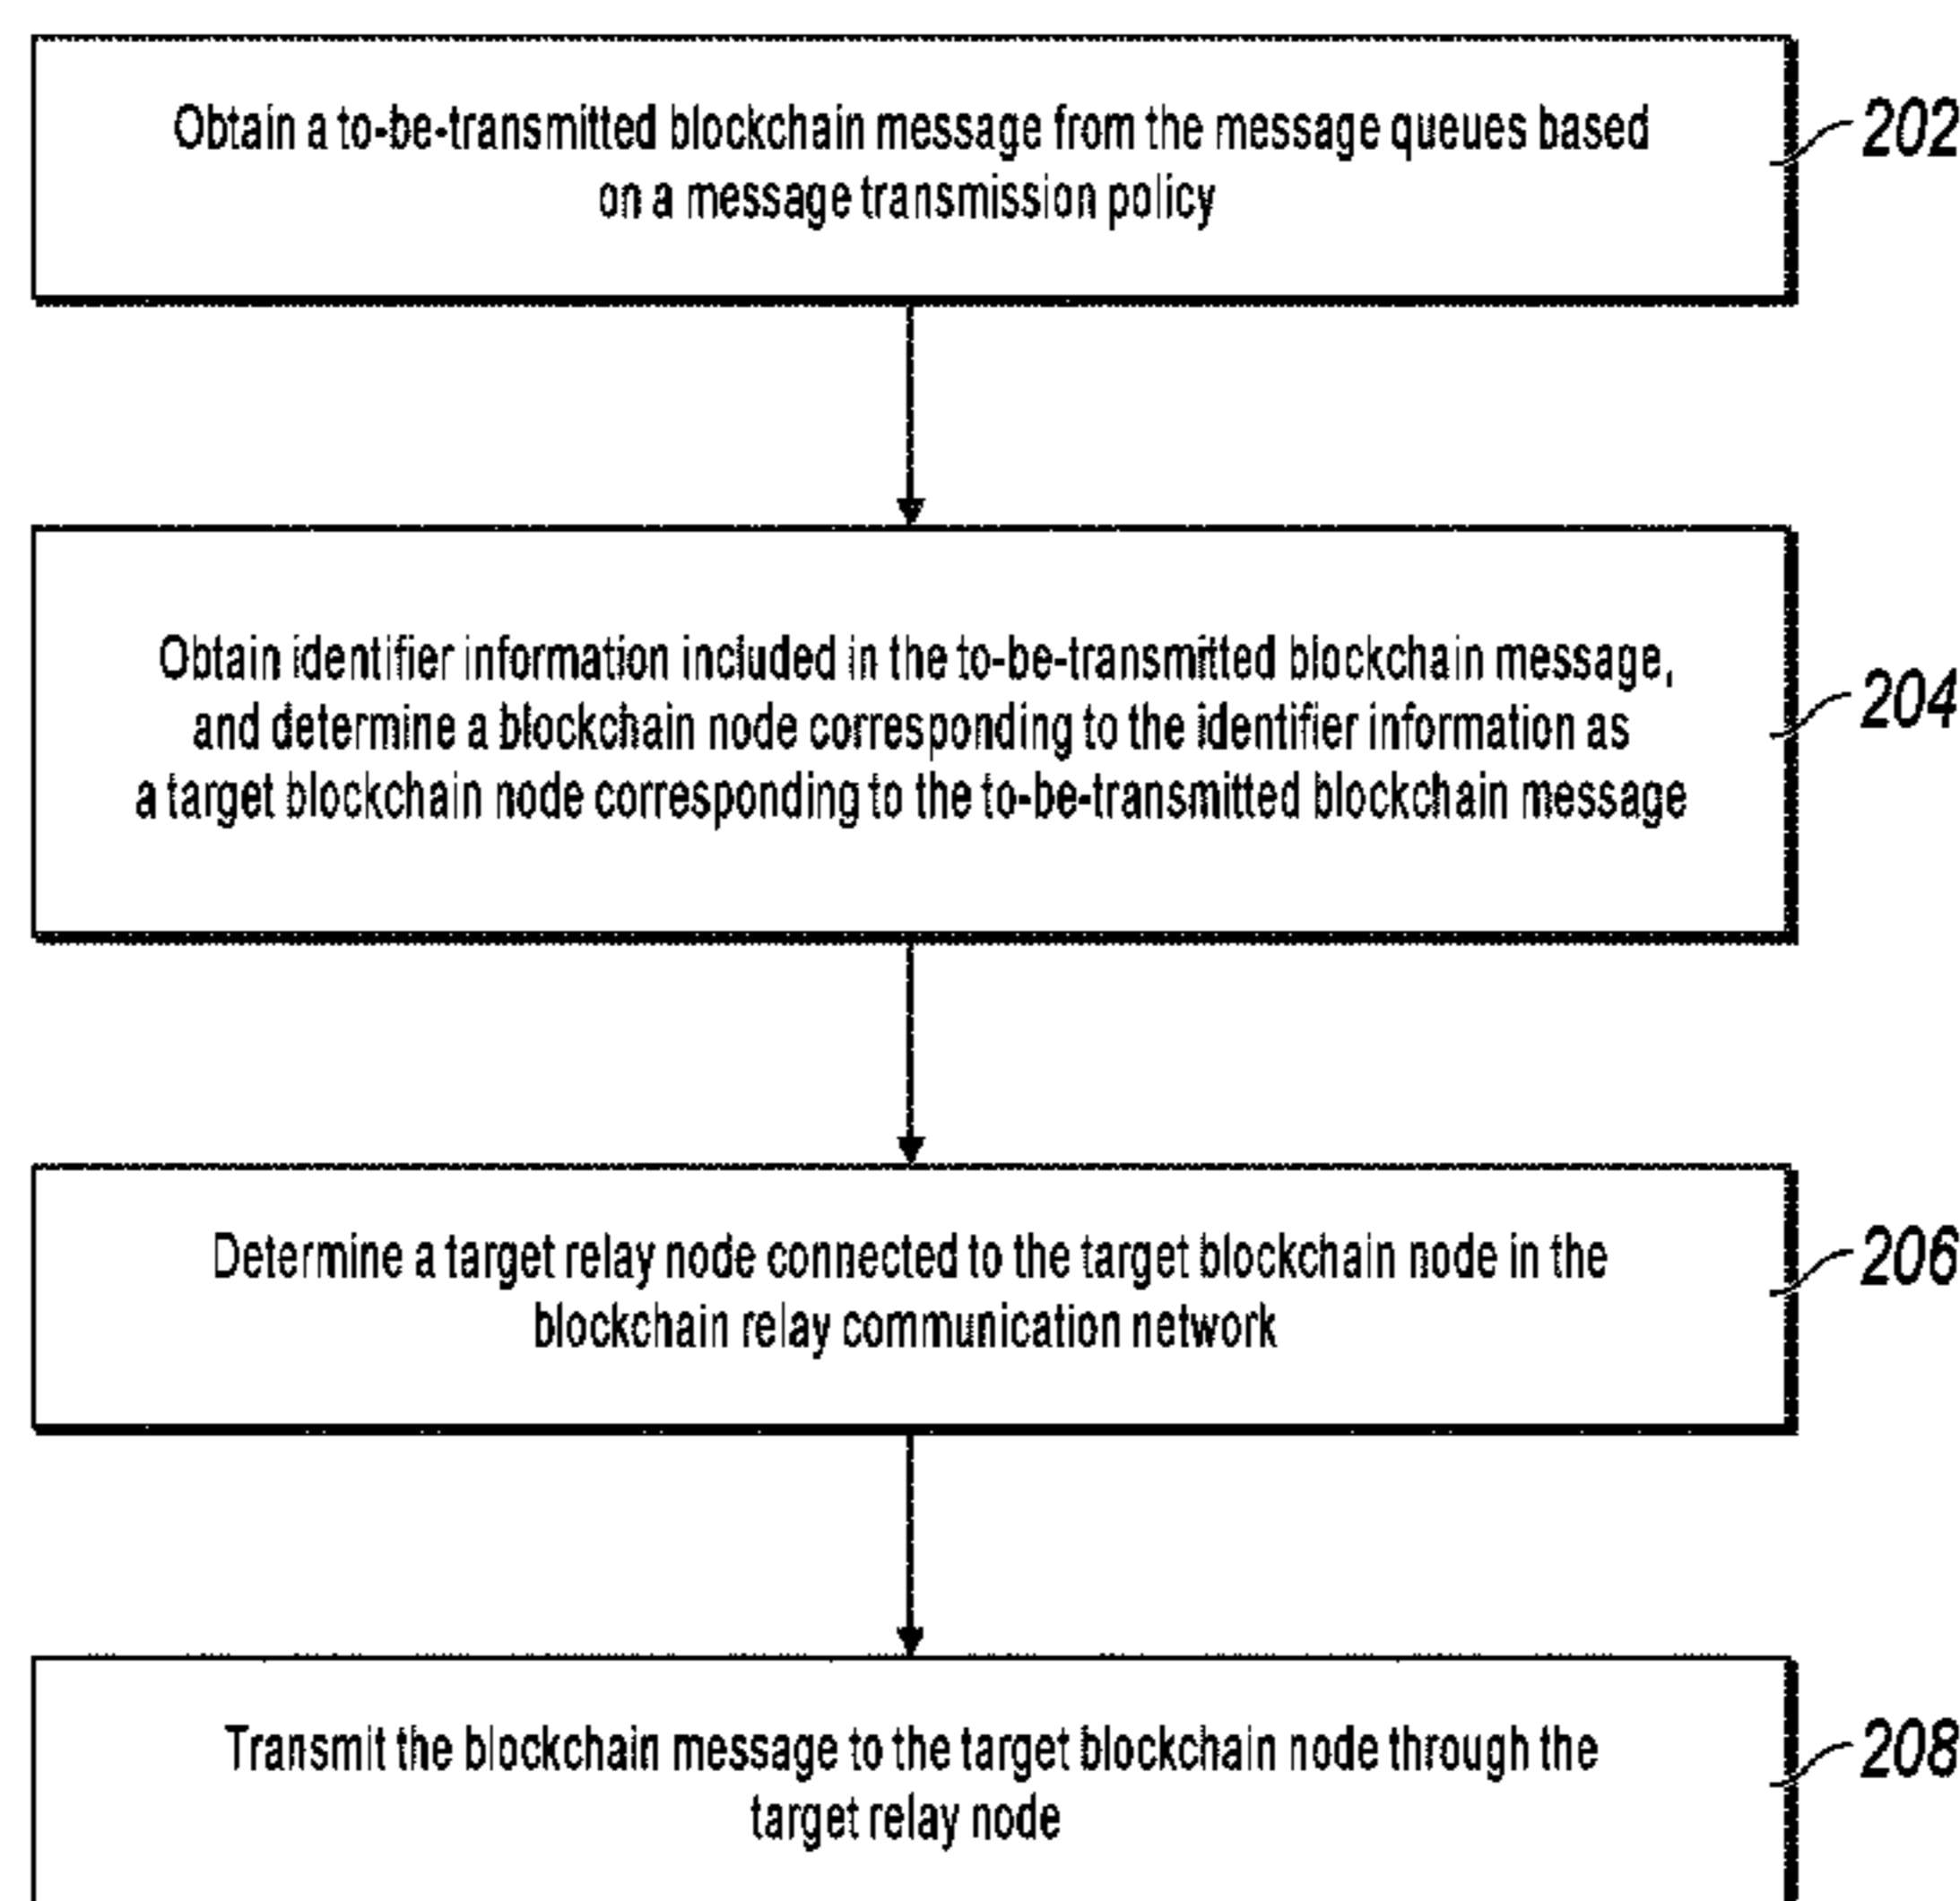 Obtain a to-be-transmitted blockchain message from the message queues based
on a message transmission policy
202
Obtain identifier information included in the to-be-transmitted blockchain message,
and determine a blockchain node corresponding to the identifier information as
a target blockchain node corresponding to the to-be-transmitted blockchain message
204
Determine a target relay node connected to the target blockchain node in the
blockchain relay communication network
206
Transmit the blockchain message to the target blockchain node through the
target relay node
208